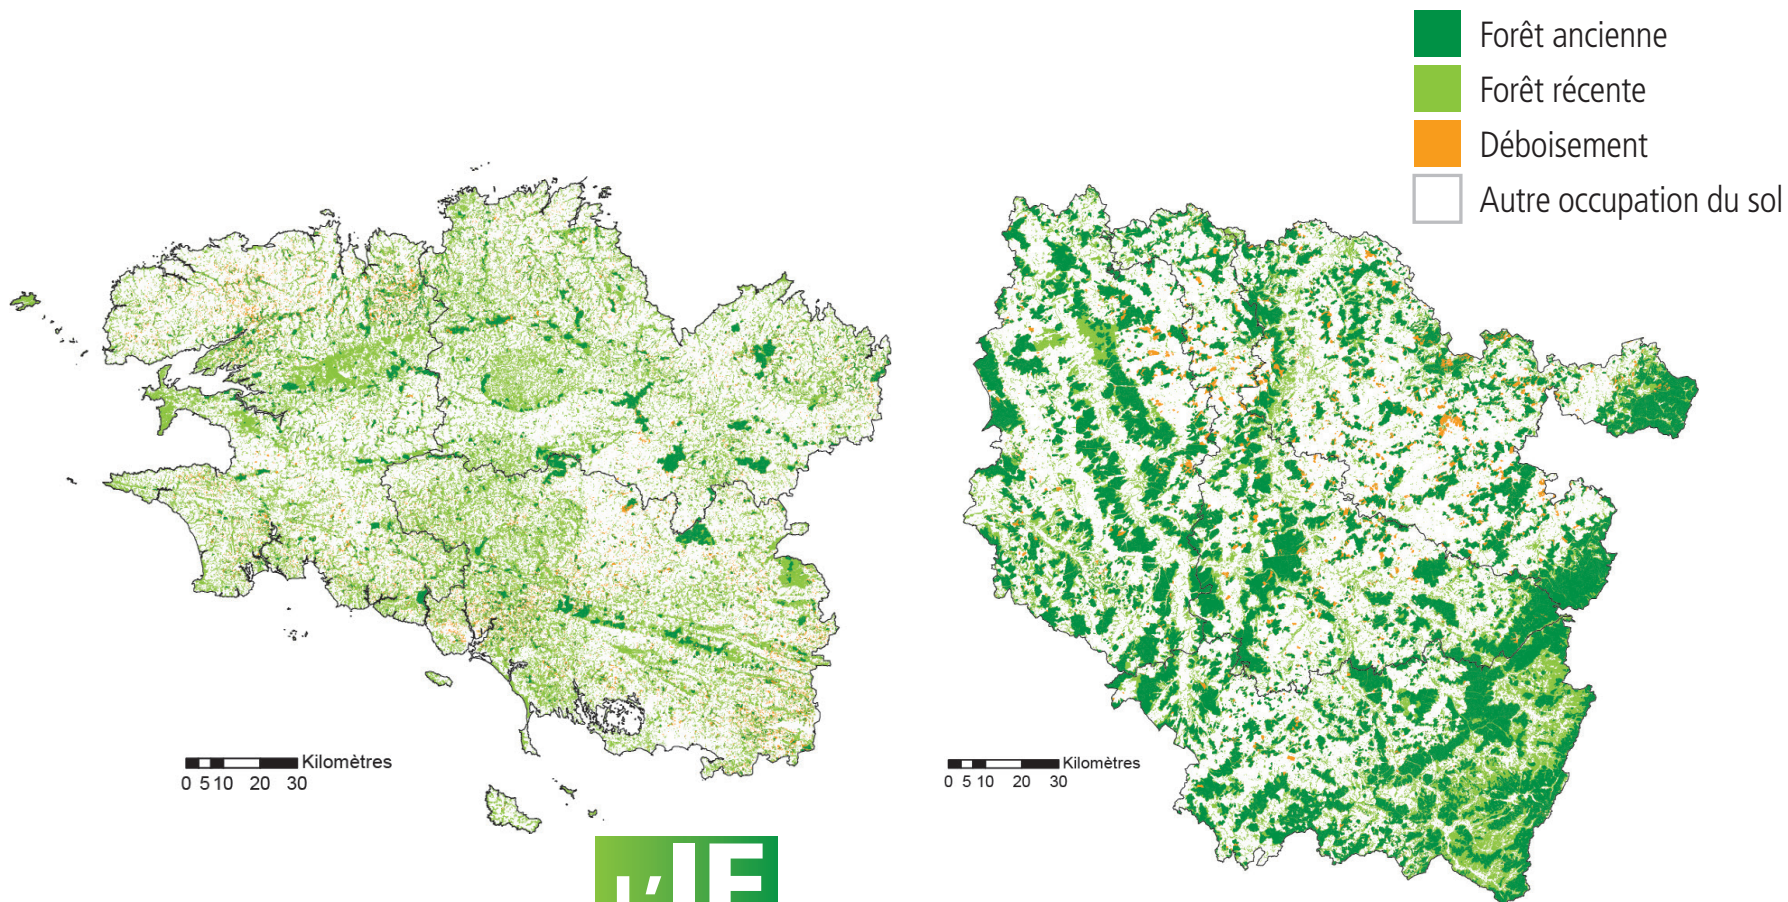 Forêt ancienne
Forêt récente
Déboisement
Autre occupation du sol
Kilomètres
0 5 10 20 30
Kilomètres
0 5 10 20 30
L'IF